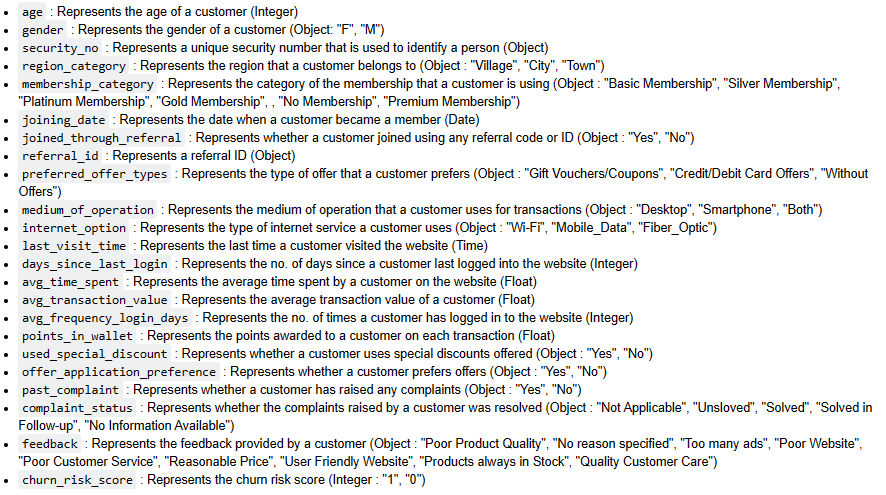 • age : Represents the age of a customer (Integer)
• gender : Represents the gender of a customer (Object: "F", "M")
• security_no : Represents a unique security number that is used to identify a person (Object)
• region_category : Represents the region that a customer belongs to (Object : "Village", "City", "Town")
• membership_category : Represents the category of the membership that a customer is using (Object : "Basic Membership", "Silver Membership",
"Platinum Membership", "Gold Membership", , "No Membership", "Premium Membership")
• joining_date : Represents the date when a customer became a member (Date)
• joined_through_referral : Represents whether a customer joined using any referral code or ID (Object : "Yes", "No")
• referral_id : Represents a referral ID (Object)
• preferred_offer_types : Represents the type of offer that a customer prefers (Object : "Gift Vouchers/Coupons", "Credit/Debit Card Offers", "Without
Offers")
• medium_of_operation : Represents the medium of operation that a customer uses for transactions (Object : "Desktop", "Smartphone", "Both")
• internet_option : Represents the type of internet service a customer uses (Object : "Wi-Fi", "Mobile_Data", "Fiber_Optic")
• last_visit_time : Represents the last time a customer visited the website (Time)
• days_since_last_login : Represents the no. of days since a customer last logged into the website (Integer)
• avg_time_spent : Represents the average time spent by a customer on the website (Float)
• avg_transaction_value : Represents the average transaction value of a customer (Float)
• avg_frequency_login_days : Represents the no. of times a customer has logged in to the website (Integer)
• points_in_wallet : Represents the points awarded to a customer on each transaction (Float)
• used_special_discount : Represents whether a customer uses special discounts offered (Object : "Yes", "No")
• offer_application_preference : Represents whether a customer prefers offers (Object : "Yes", "No")
• past_complaint : Represents whether a customer has raised any complaints (Object : "Yes", "No")
• complaint_status : Represents whether the complaints raised by a customer was resolved (Object : "Not Applicable", "Unsloved", "Solved", "Solved in
Follow-up", "No Information Available")
• feedback : Represents the feedback provided by a customer (Object : "Poor Product Quality", "No reason specified", "Too many ads", "Poor Website",
"Poor Customer Service", "Reasonable Price", "User Friendly Website", "Products always in Stock", "Quality Customer Care")
• churn_risk_score : Represents the churn risk score (Integer : "1", "0")